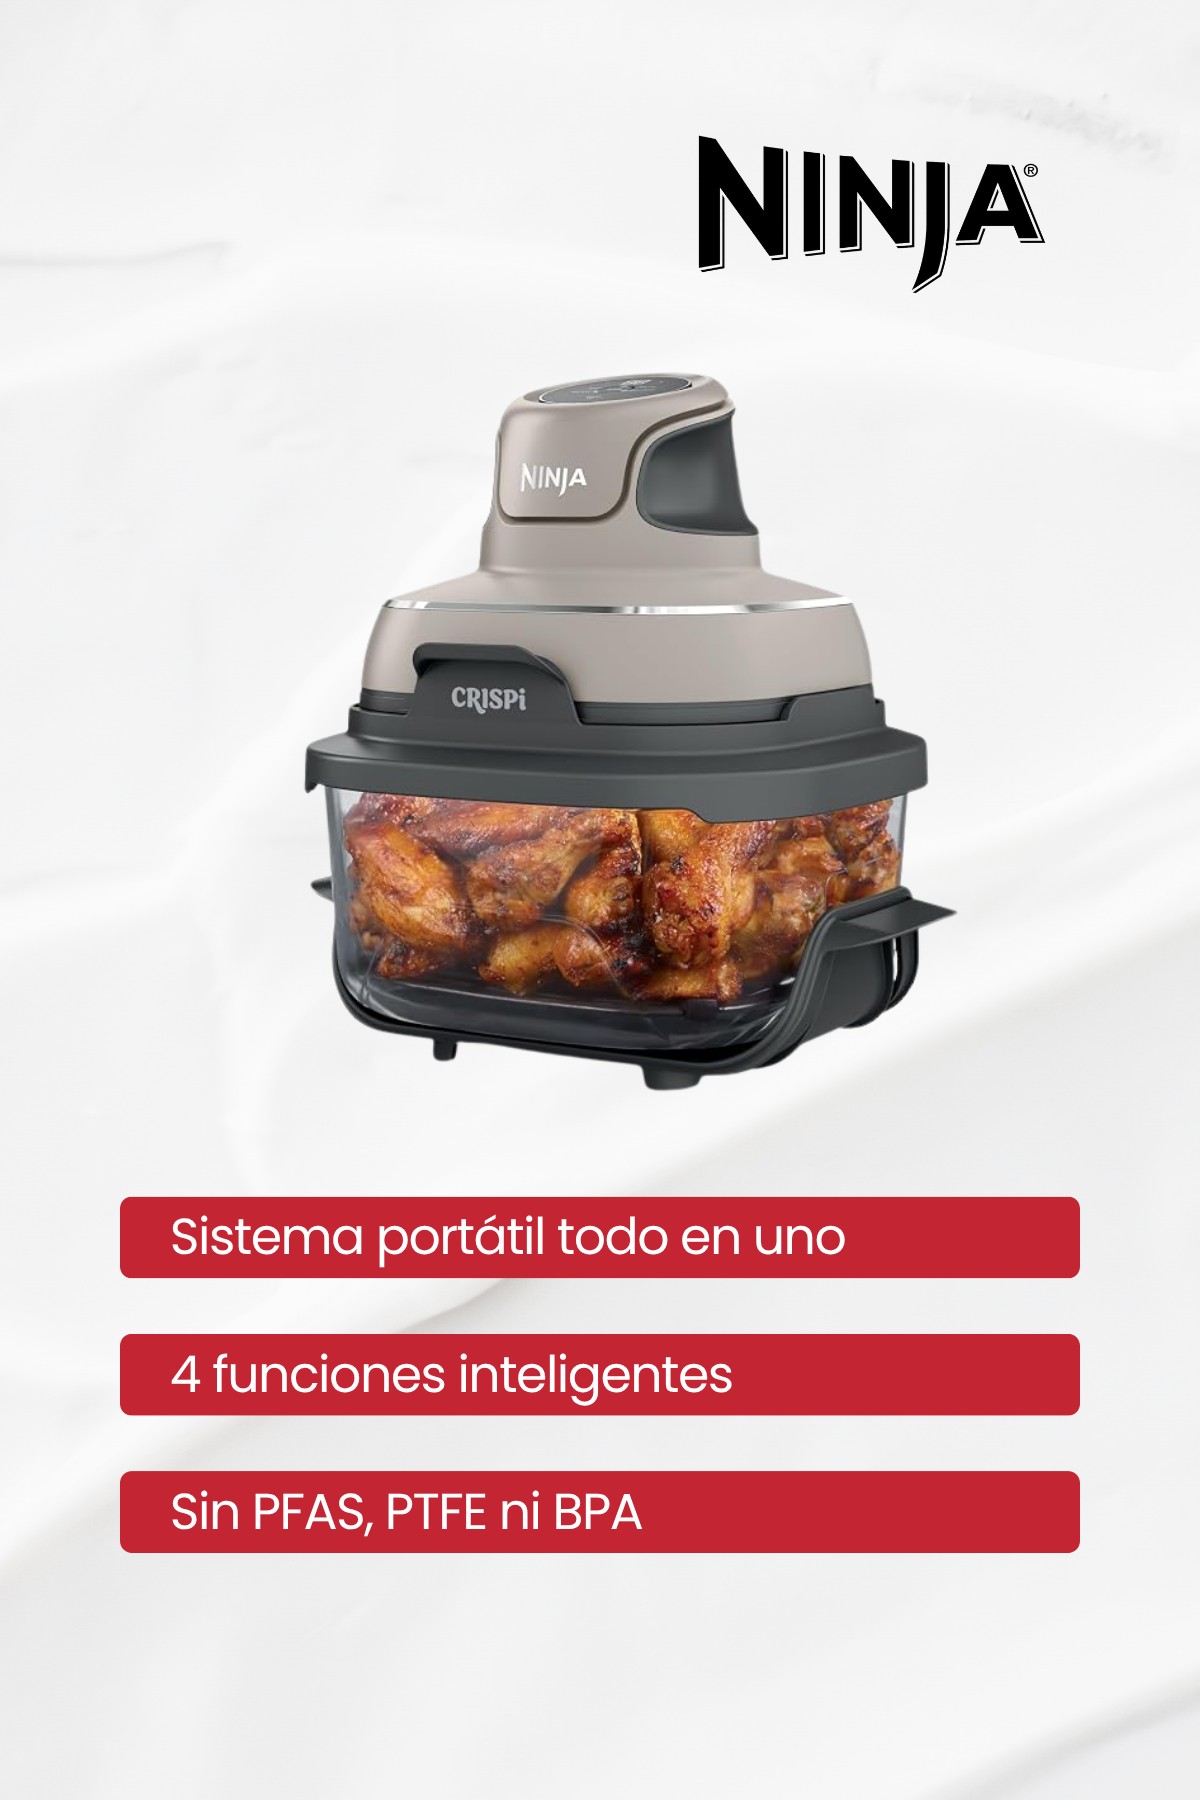 NINJA®
NINJA
CRISPi
Sistema portátil todo en uno
4 funciones inteligentes
Sin PFAS, PTFE ni BPA